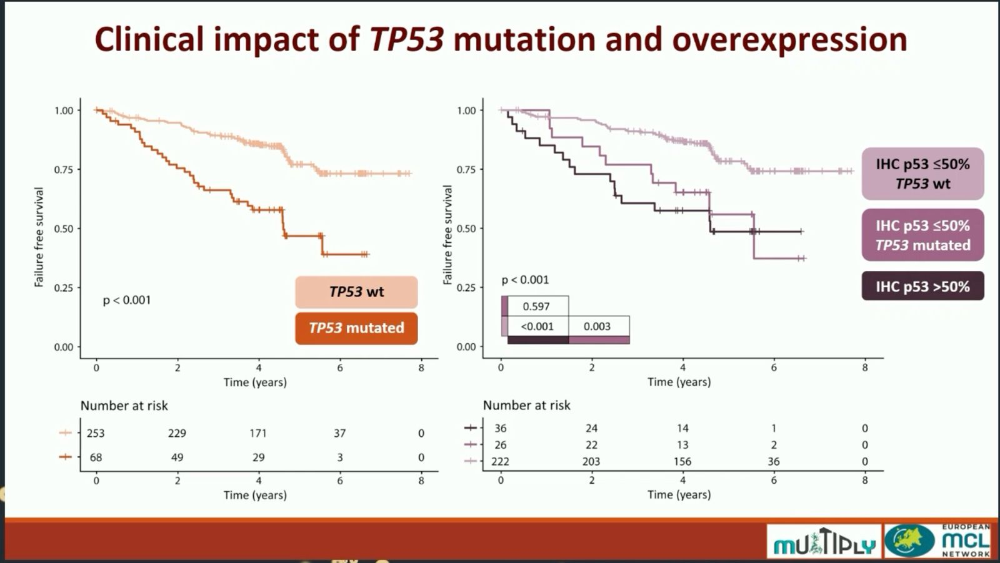 Clinical impact of TP53 mutation and overexpression
Failure free survival
1.00
0.75
0.50
0.25
0.00
p < 0.001
TP53 wt
TP53 mutated
0 2 4 6 8
Time (years)
Number at risk
253 229 171 37 0
68 49 29 3 0
0 2 4 6 8
Time (years)
Failure free survival
1.00
0.75
0.50
0.25
0.00
p < 0.001
0.597
<0.001 0.003
0 2 4 6 8
Time (years)
IHC p53 ≤50%
TP53 wt
IHC p53 ≤50%
TP53 mutated
IHC p53 >50%
Number at risk
36 24 14 1 0
26 22 13 2 0
222 203 156 36 0
0 2 4 6 8
Time (years)
MULTIPLY
EUROPEAN
MCL
NETWORK